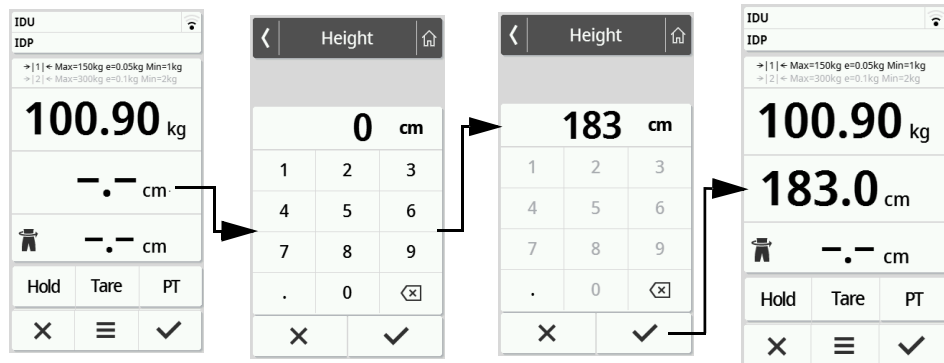 IDU
IDP
→|1|← Max=150kg e=0.05kg Min=1kg
→|2|← Max=300kg e=0.1kg Min=2kg
100.90 kg
-.- cm
-.- cm
Hold Tare PT
Height
0 cm
1 2 3
4 5 6
7 8 9
. 0
Height
183 cm
1 2 3
4 5 6
7 8 9
. 0
IDU
IDP
→|1|← Max=150kg e=0.05kg Min=1kg
→|2|← Max=300kg e=0.1kg Min=2kg
100.90 kg
183.0 cm
-.- cm
Hold Tare PT